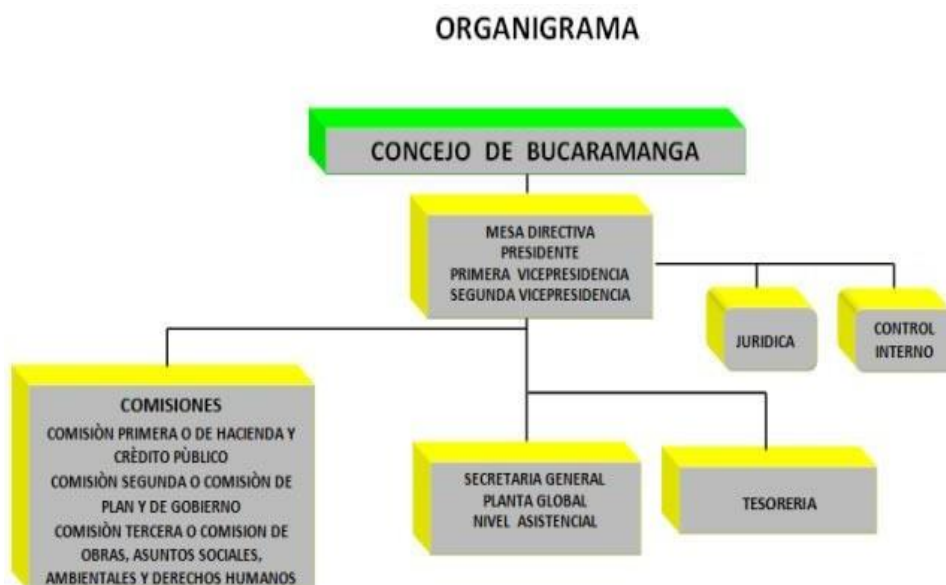 ORGANIGRAMA
CONCEJO DE BUCARAMANGA
MESA DIRECTIVA
PRESIDENTE
PRIMERA VICEPRESIDENCIA
SEGUNDA VICEPRESIDENCIA
JURIDICA
CONTROL
INTERNO
COMISIONES
COMISIÒN PRIMERA O DE HACIENDA Y
CRÈDITO PÙBLICO
COMISIÒN SEGUNDA O COMISIÒN DE
PLAN Y DE GOBIERNO
COMISIÒN TERCERA O COMISION DE
OBRAS, ASUNTOS SOCIALES,
AMBIENTALES Y DERECHOS HUMANOS
SECRETARIA GENERAL
PLANTA GLOBAL
NIVEL ASISTENCIAL
TESORERIA